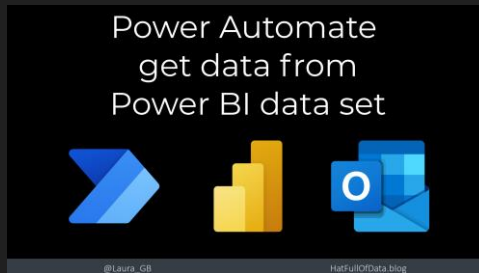 Power Automate
get data from
Power BI data set
O
@Laura_GB
HatFullOfData.blog